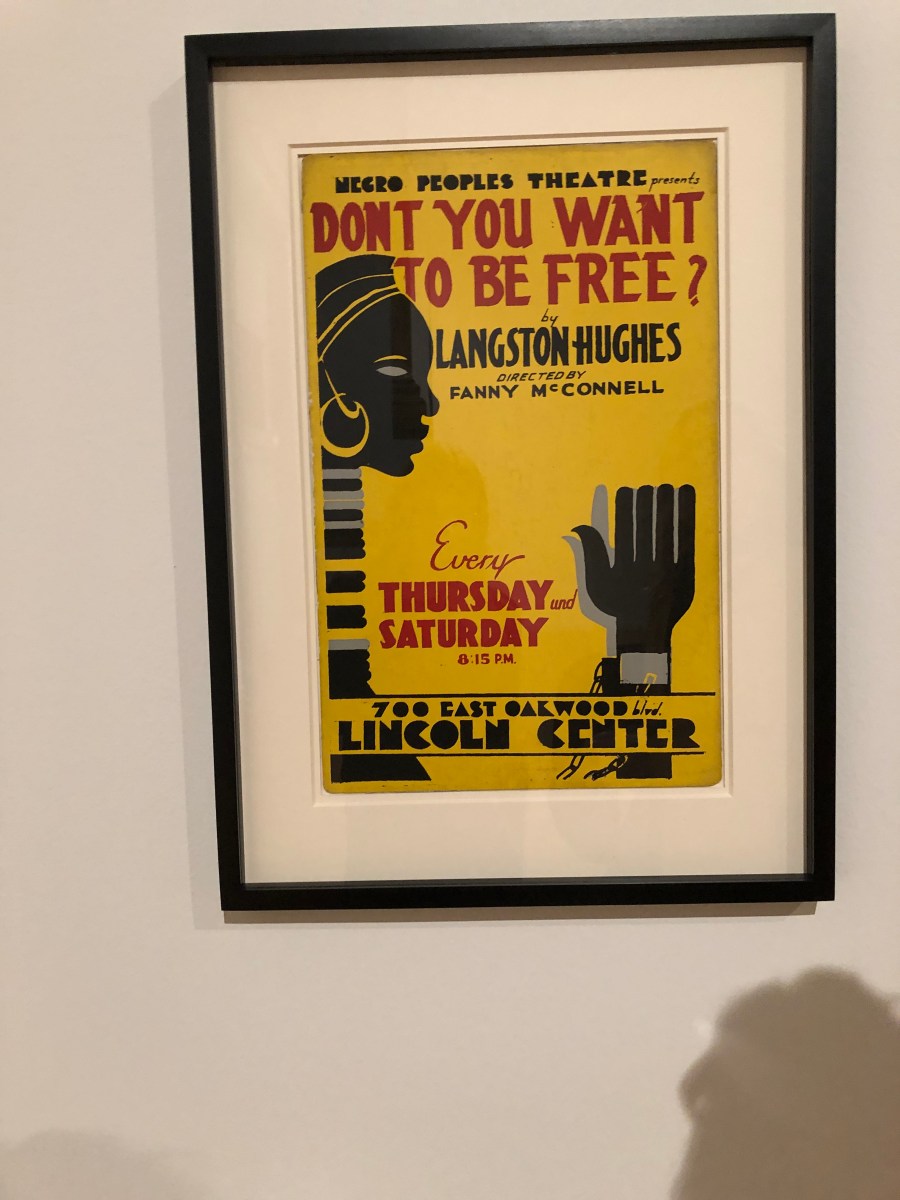 NEGRO PEOPLES THEATRE presents
DONT YOU WANT
TO BE FREE?
by
LANGSTON HUGHES
DIRECTED BY
FANNY McCONNELL
Every
THURSDAY and
SATURDAY
8:15 P.M.
700 EAST OAKWOOD blvd.
LINCOLN CENTER